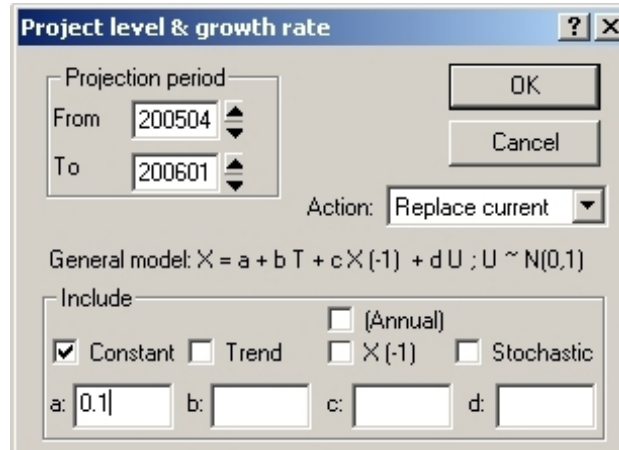 Project level & growth rate
Projection period
From 200504
To 200601
OK
Cancel
Action: Replace current
General model: X = a + b T + c X (-1) + d U ; U ~ N(0,1)
Include
(Annual)
Constant Trend X (-1) Stochastic
a: 0.1 b: c: d: